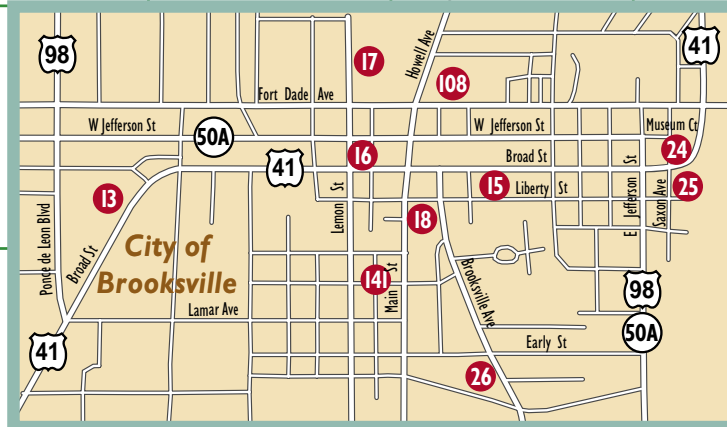 98
17
Howell Ave
41
108
Fort Dade Ave
W Jefferson St
50A
W Jefferson St
Museum Ct
16
41
Broad St
24
13
15
Liberty St
25
Ponce de Leon Blvd
Broad St
City of
Brooksville
Lemon St
18
E Jefferson St
Saxon Ave
141
Main St
Brooksville Ave
98
Lamar Ave
50A
41
Early St
26